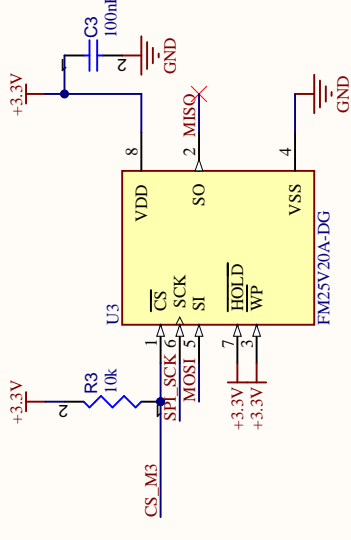 +3.3V
C3
100nF
1
2
GND
8
VDD
MISO
2
SO
4
VSS
GND
FM25V20A-DG
U3
CS
SCK
SI
HOLD
WP
1
6
5
7
3
SPI_SCK
MOSI
+3.3V
+3.3V
+3.3V
2
R3
10k
1
CS_M3